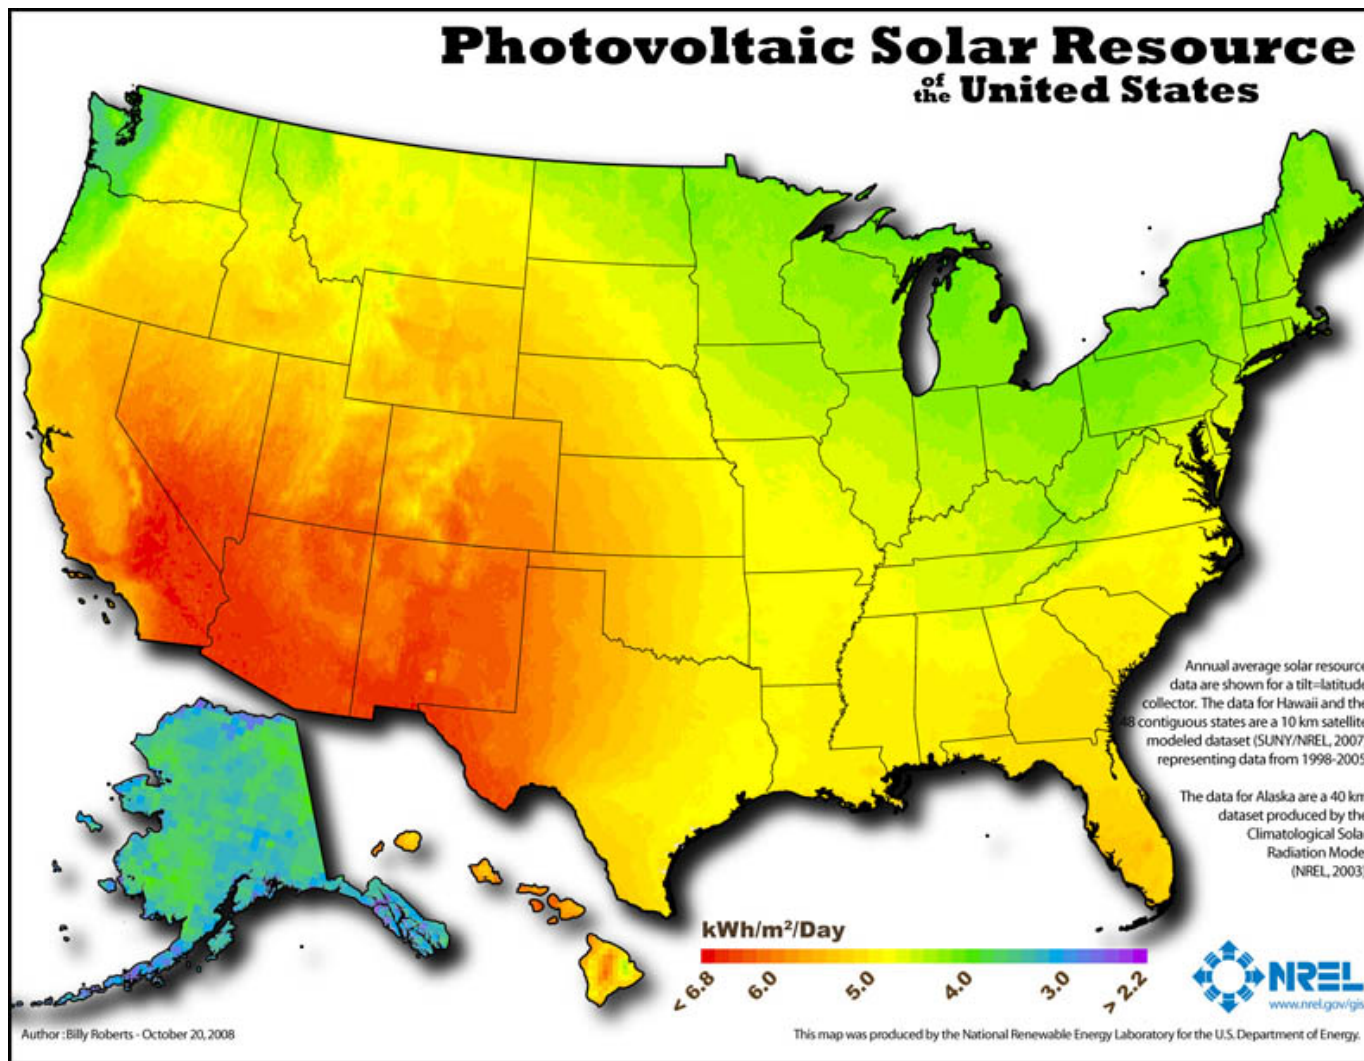 Photovoltaic Solar Resource
of the United States
Annual average solar resource
data are shown for a tilt=latitude
collector. The data for Hawaii and the
48 contiguous states are a 10 km satellite
modeled dataset (SUNY/NREL, 2007)
representing data from 1998-2005
The data for Alaska are a 40 km
dataset produced by the
Climatological Solar
Radiation Model
(NREL, 2003)
kWh/m²/Day
< 6.8 6.0 5.0 4.0 3.0 > 2.2
NREL
www.nrel.gov/gis
Author : Billy Roberts - October 20, 2008
This map was produced by the National Renewable Energy Laboratory for the U.S. Department of Energy.